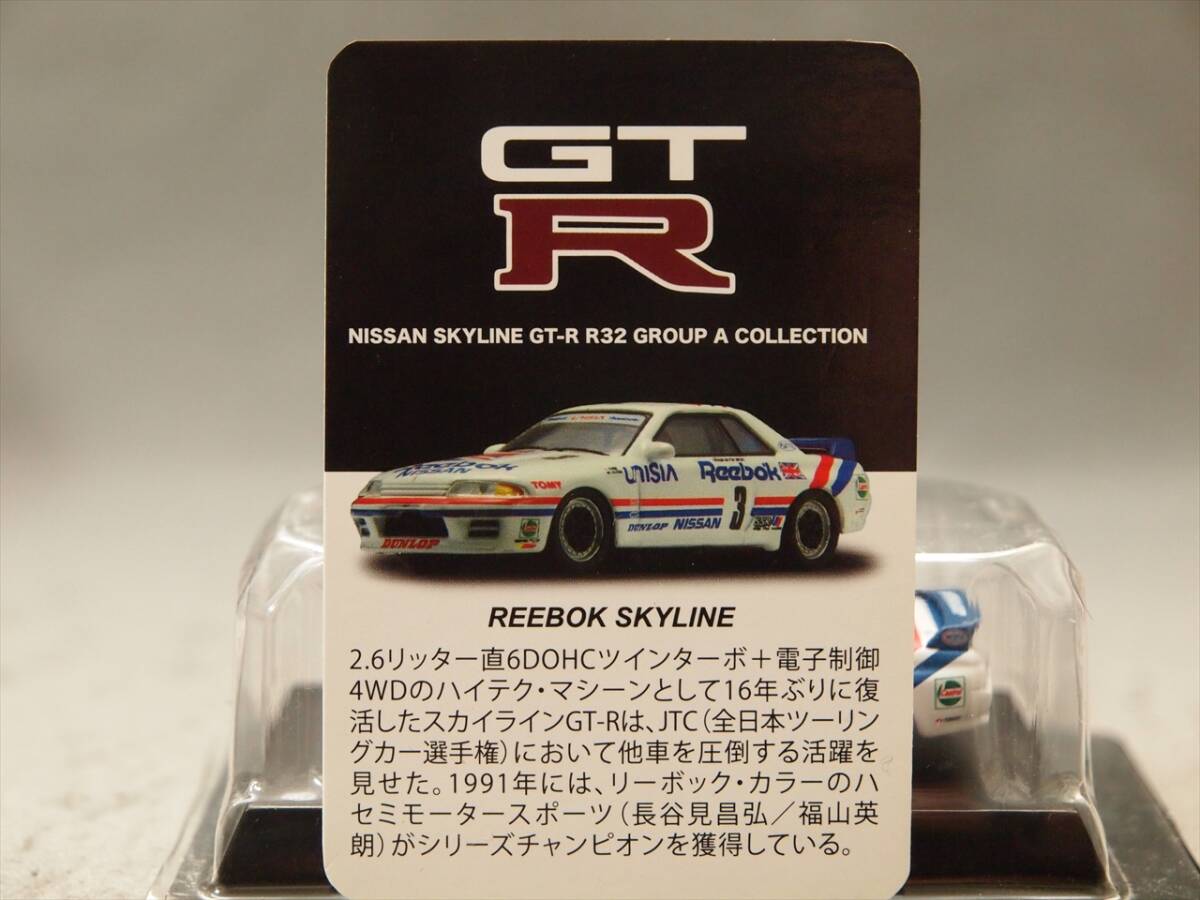 GT
R
NISSAN SKYLINE GT-R R32 GROUP A COLLECTION
UNISIA
Reebok
NISSAN
TOMY
UNISIA
Reebok
3
DUNLOP
NISSAN
DUNLOP
REEBOK SKYLINE
2.6リッター直6DOHCツインターボ＋電子制御
4WDのハイテク・マシーンとして16年ぶりに復
活したスカイラインGT-Rは、JTC（全日本ツーリン
グカー選手権）において他車を圧倒する活躍を
見せた。1991年には、リーボック・カラーのハ
セミモータースポーツ（長谷見昌弘／福山英
朗）がシリーズチャンピオンを獲得している。
Castrol